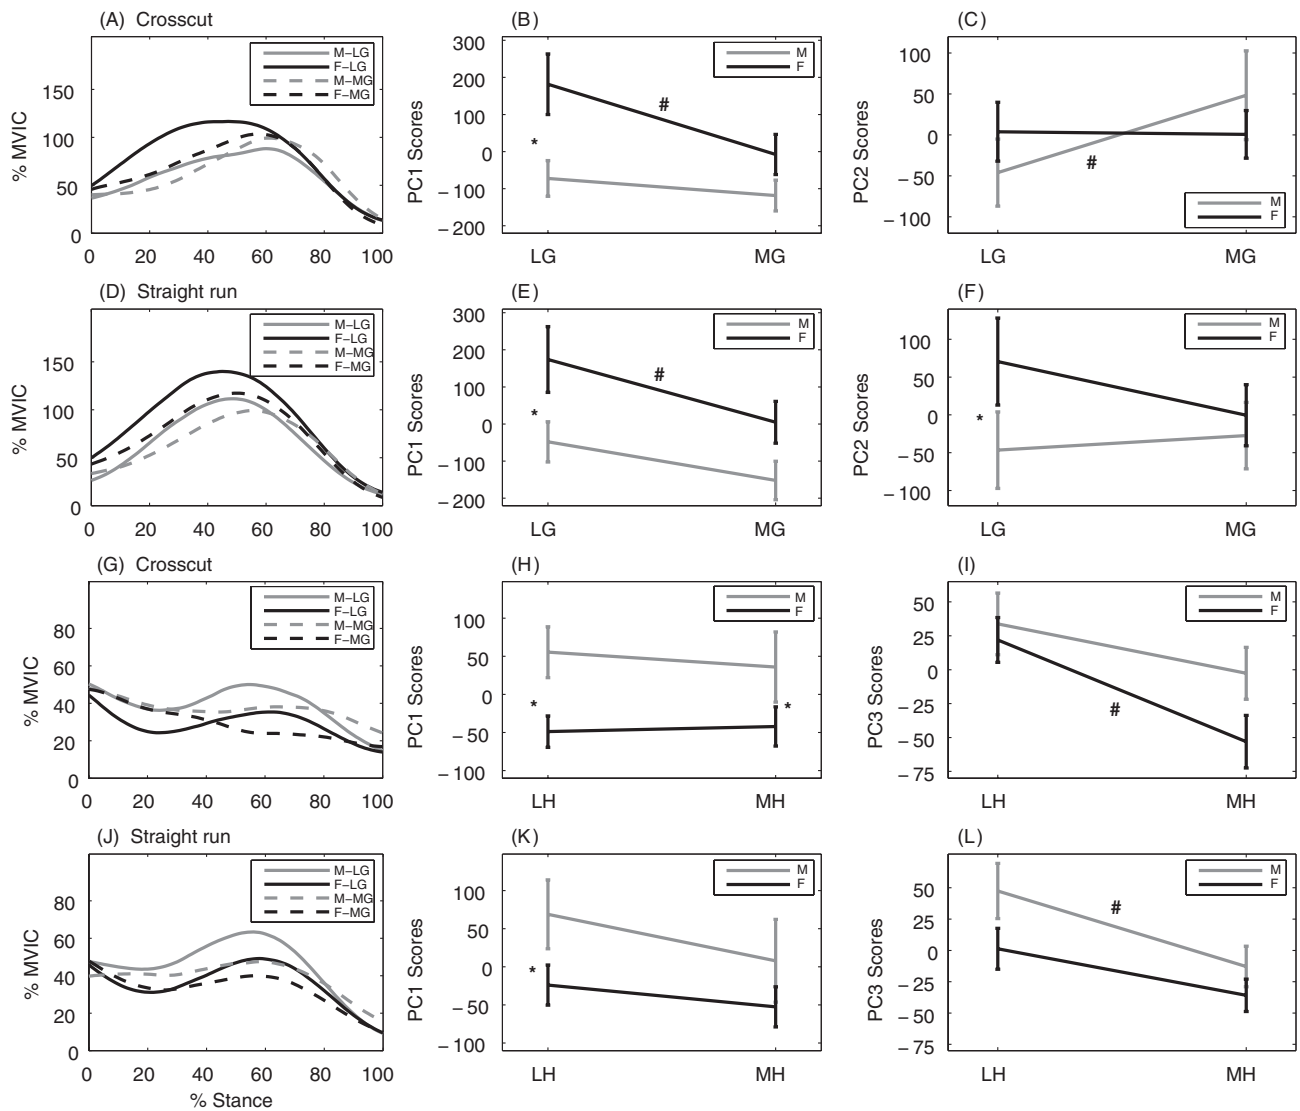 (A) Crosscut
% MVIC
150
100
50
0
0 20 40 60 80 100
M–LG
F–LG
M–MG
F–MG
(B)
PC1 Scores
300
200
100
0
–100
–200
LG MG
M
F
#
*
(C)
PC2 Scores
100
50
0
–50
–100
LG MG
M
F
#
(D) Straight run
% MVIC
150
100
50
0
0 20 40 60 80 100
M–LG
F–LG
M–MG
F–MG
(E)
PC1 Scores
300
200
100
0
–100
–200
LG MG
M
F
#
*
(F)
PC2 Scores
100
50
0
–50
–100
LG MG
M
F
*
(G) Crosscut
% MVIC
80
60
40
20
0
0 20 40 60 80 100
M–LG
F–LG
M–MG
F–MG
(H)
PC1 Scores
100
50
0
–50
–100
LH MH
M
F
*
*
(I)
PC3 Scores
50
25
0
–25
–50
–75
LH MH
M
F
#
(J) Straight run
% MVIC
80
60
40
20
0
0 20 40 60 80 100
% Stance
M–LG
F–LG
M–MG
F–MG
(K)
PC1 Scores
100
50
0
–50
–100
LH MH
M
F
*
(L)
PC3 Scores
50
25
0
–25
–50
–75
LH MH
M
F
#